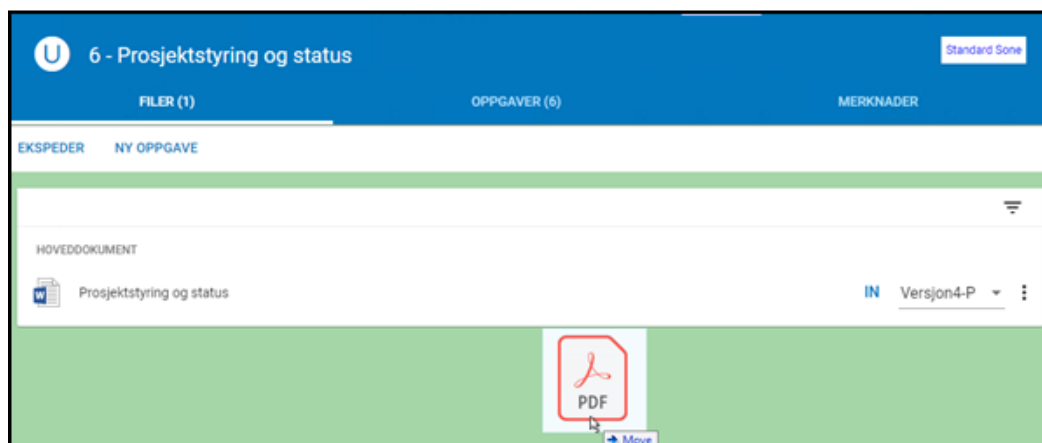 U 6 - Prosjektstyring og status Standard Sone
FILER (1) OPPGAVER (6) MERKNADER
EKSPEDER NY OPPGAVE
HOVEDDOKUMENT
W Prosjektstyring og status IN Versjon4-P
PDF
Move